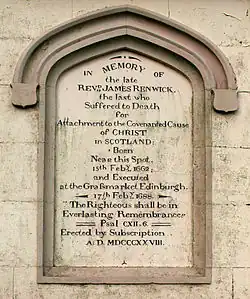 IN MEMORY OF
the late
REVD. JAMES RENWICK,
the last who
Suffered to Death
for
Attachment to the Covenanted Cause
of CHRIST
in SCOTLAND;
Born
Near this Spot,
15th Feby. 1662;
and Executed
at the Grassmarket Edinburgh.
17th Feby. 1688.
"The Righteous shall be in
Everlasting Remembrance"
Psal CXII. 6
Erected by Subscription
A: D. MDCCCXXVIII.